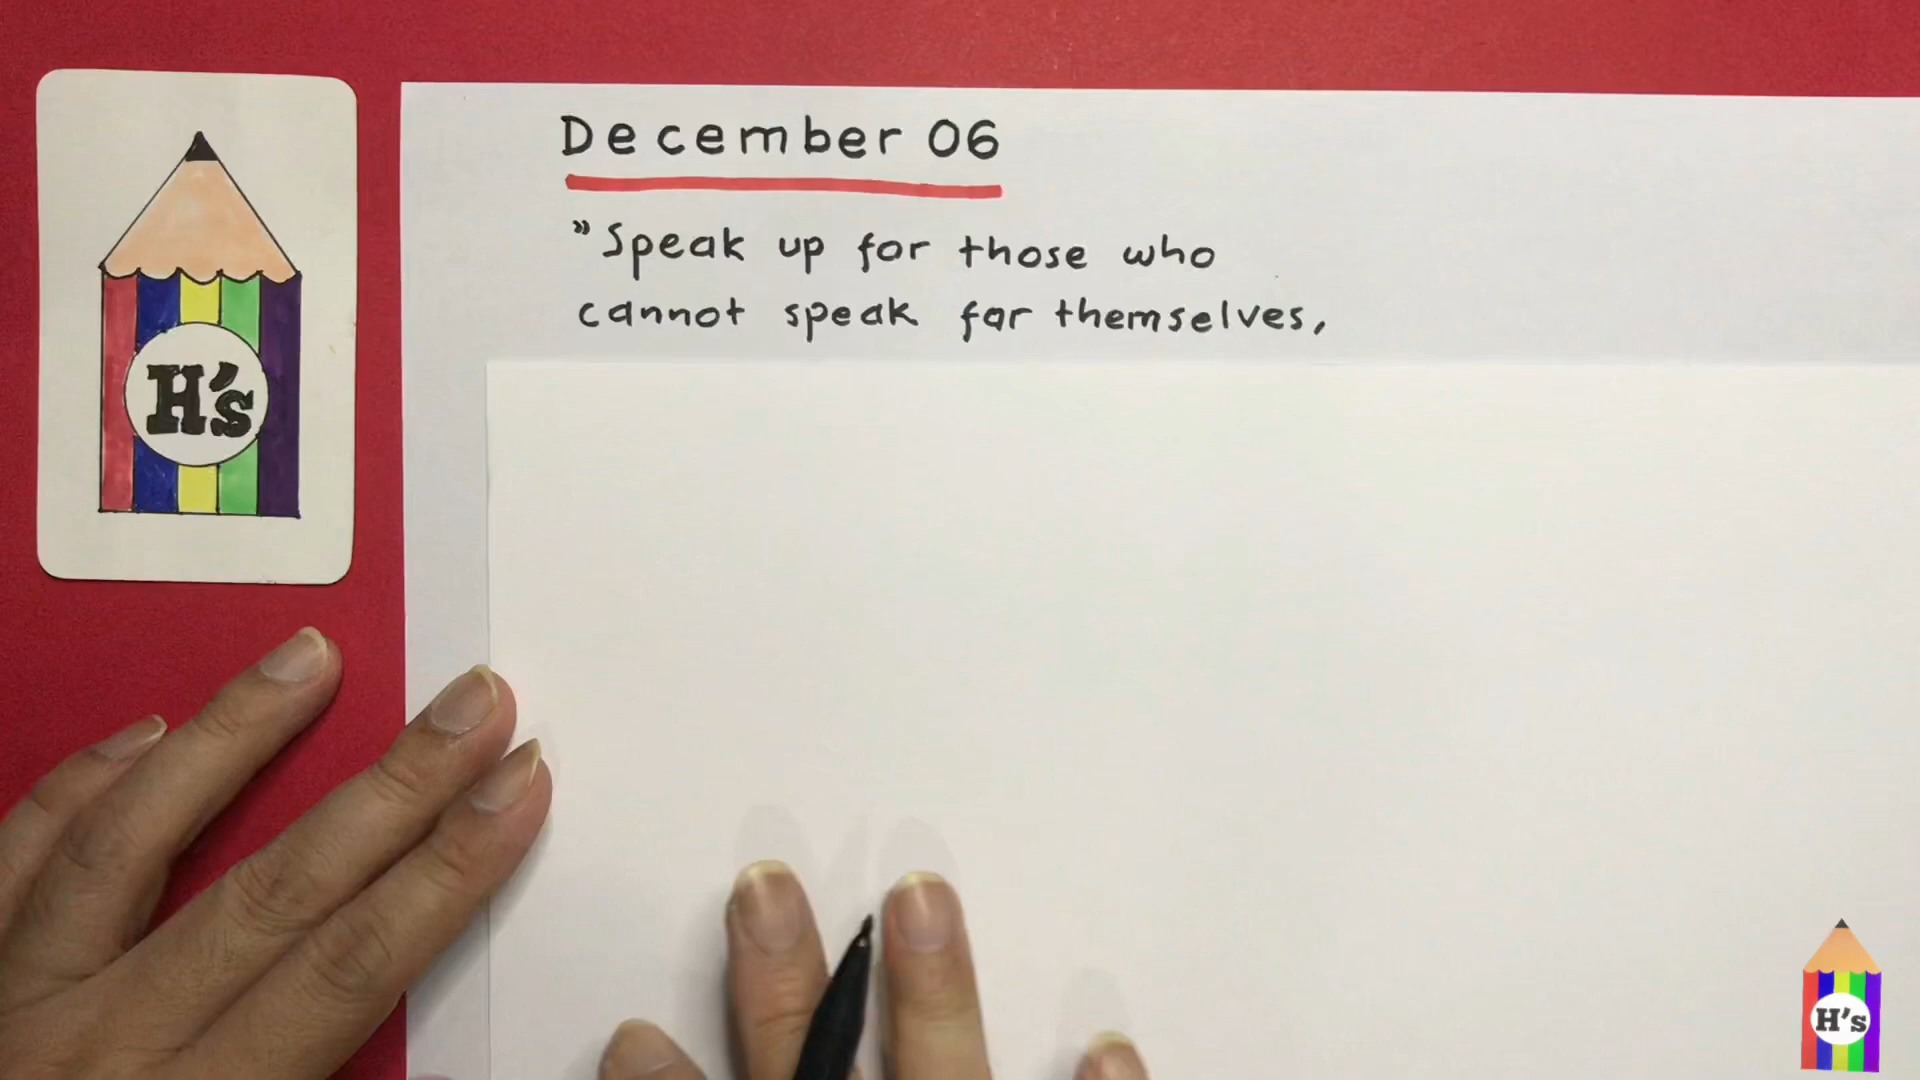 H's
December 06
"Speak up for those who
cannot speak for themselves,
H's